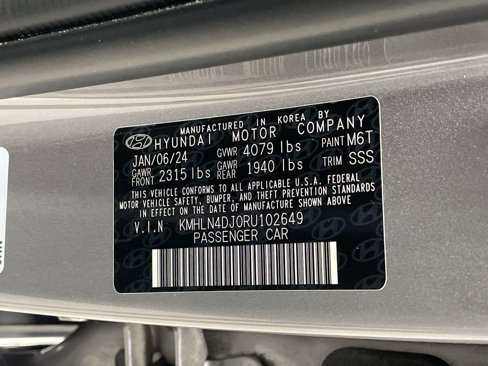 MANUFACTURED IN KOREA BY
HYUNDAI MOTOR COMPANY
JAN/06/24 GVWR 4079 lbs PAINT M6T
GAWR FRONT 2315 lbs GAWR REAR 1940 lbs TRIM SSS
THIS VEHICLE CONFORMS TO ALL APPLICABLE U.S.A. FEDERAL
MOTOR VEHICLE SAFETY, BUMPER, AND THEFT PREVENTION STANDARDS
IN EFFECT ON THE DATE OF MANUFACTURE SHOWN ABOVE.
V.I.N KMHLN4DJ0RU102649
PASSENGER CAR